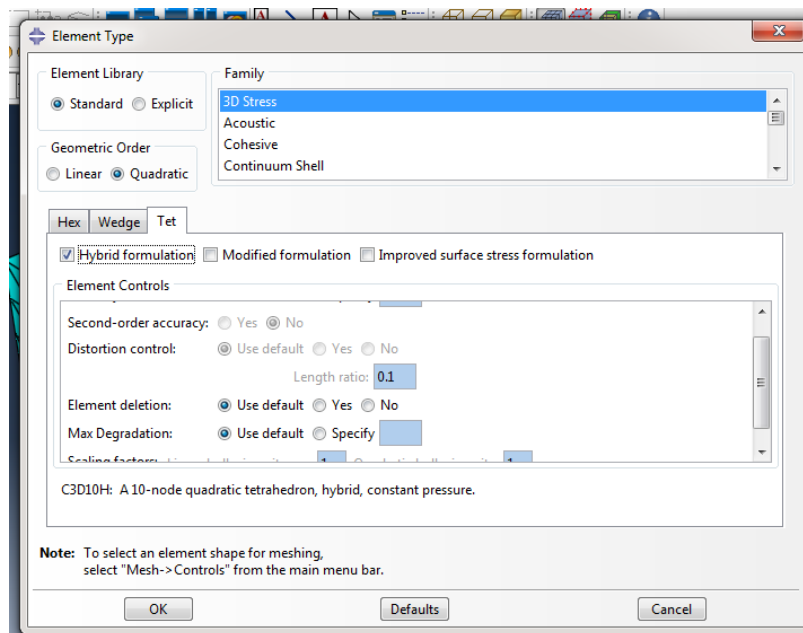 Element Type
Element Library
Family
Standard Explicit
3D Stress
Acoustic
Cohesive
Continuum Shell
Geometric Order
Linear Quadratic
Hex Wedge Tet
Hybrid formulation Modified formulation Improved surface stress formulation
Element Controls
Second-order accuracy: Yes No
Distortion control: Use default Yes No
Length ratio: 0.1
Element deletion: Use default Yes No
Max Degradation: Use default Specify
C3D10H: A 10-node quadratic tetrahedron, hybrid, constant pressure.
Note: To select an element shape for meshing,
select "Mesh->Controls" from the main menu bar.
OK Defaults Cancel